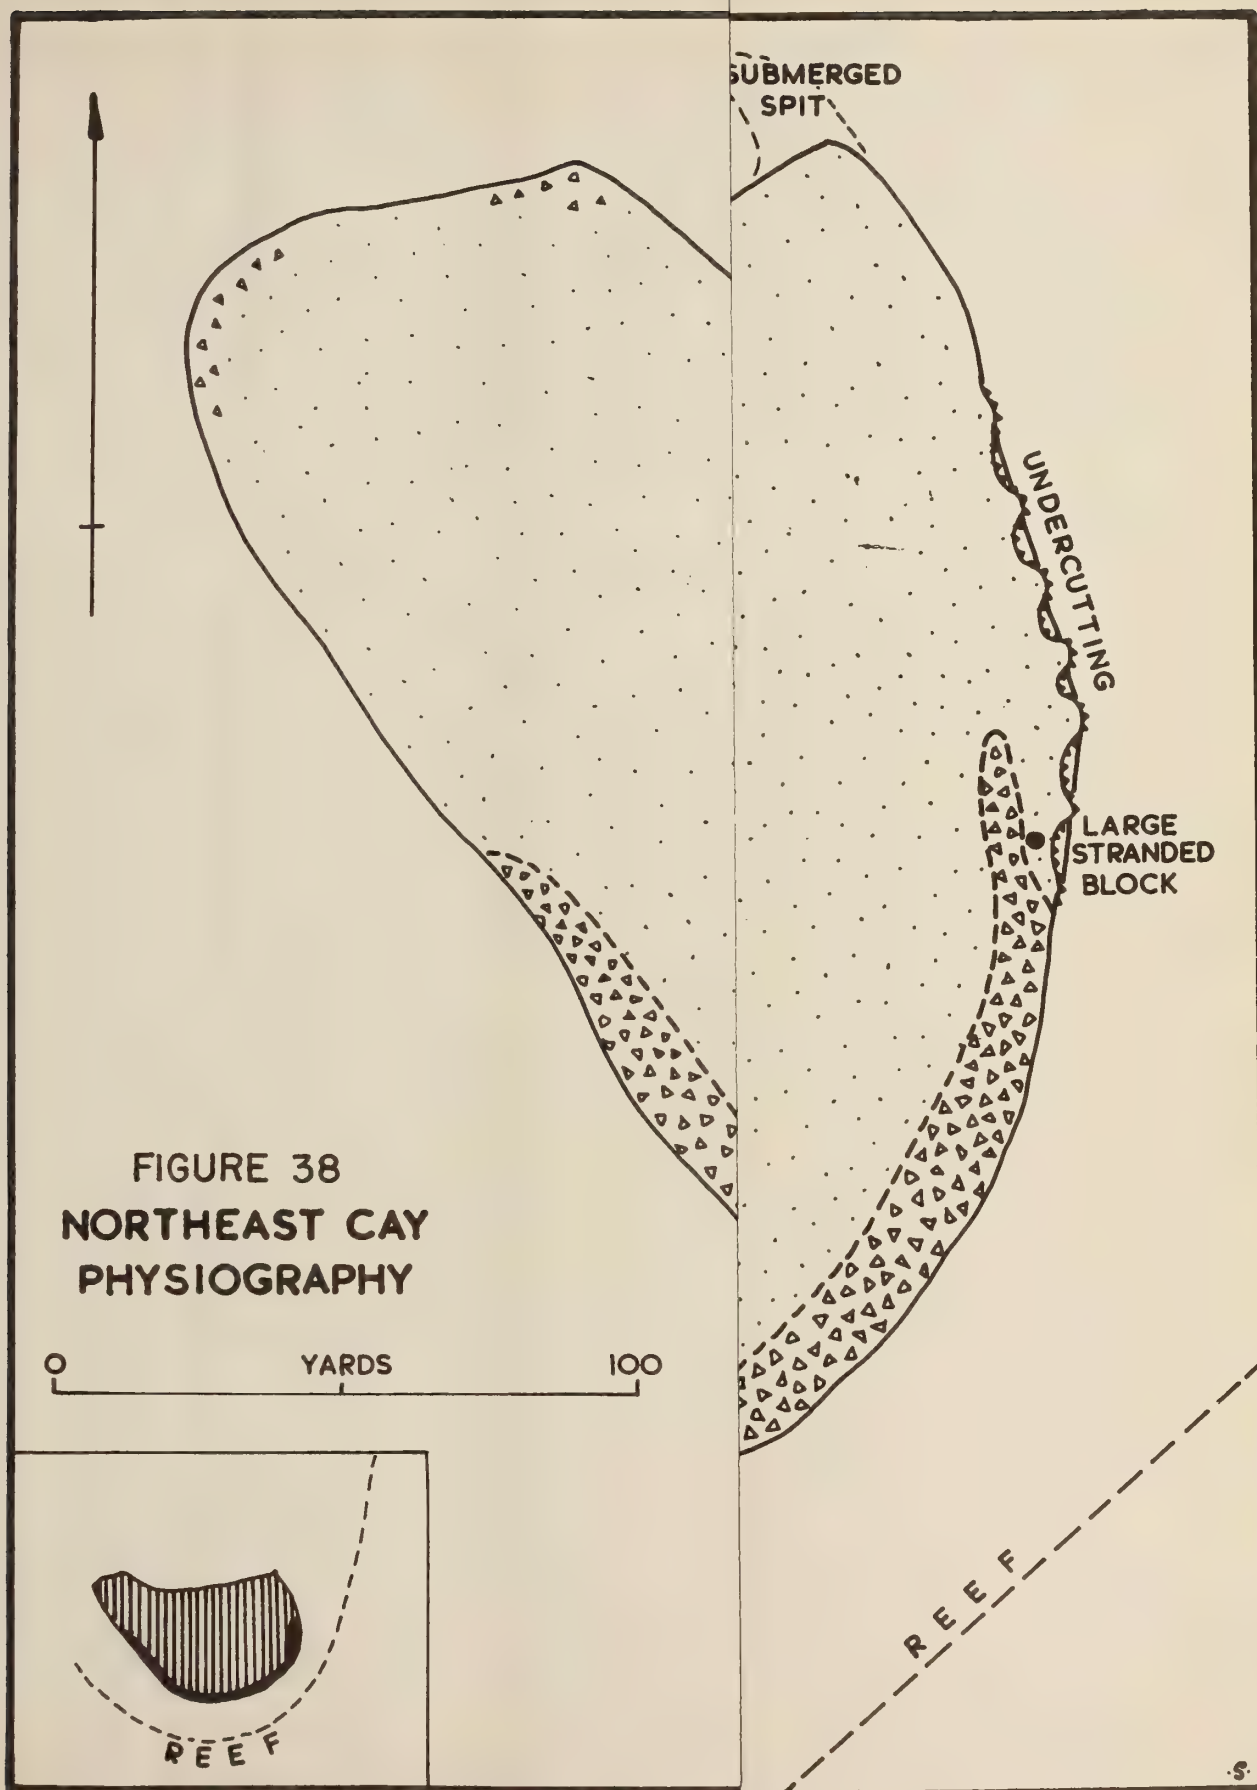 SUBMERGED
SPIT
UNDERCUTTING
LARGE
STRANDED
BLOCK
FIGURE 38
NORTHEAST CAY
PHYSIOGRAPHY
0 YARDS 100
REEF
REEF
.S.